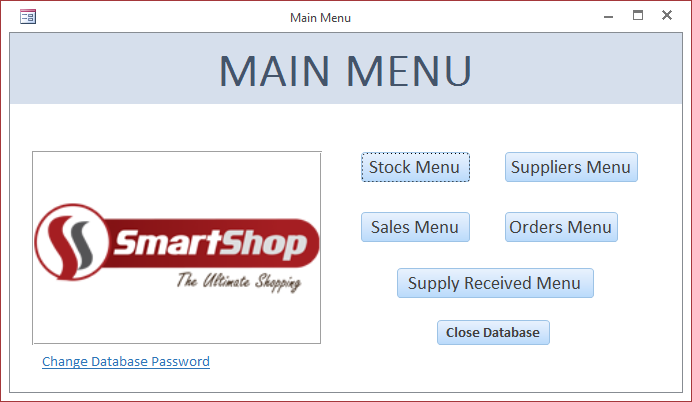 Main Menu
MAIN MENU
Stock Menu
Suppliers Menu
Sales Menu
Orders Menu
SmartShop
The Ultimate Shopping
Supply Received Menu
Close Database
Change Database Password